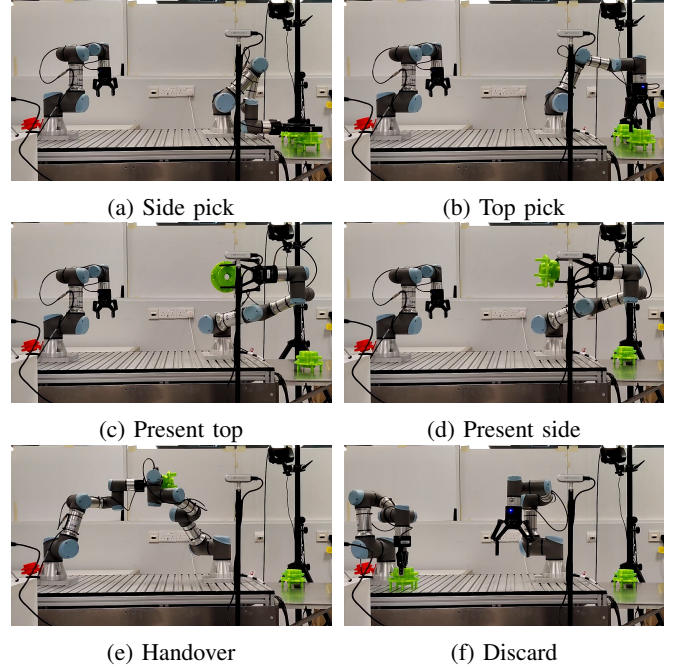 (a) Side pick
(b) Top pick
(c) Present top
(d) Present side
(e) Handover
(f) Discard